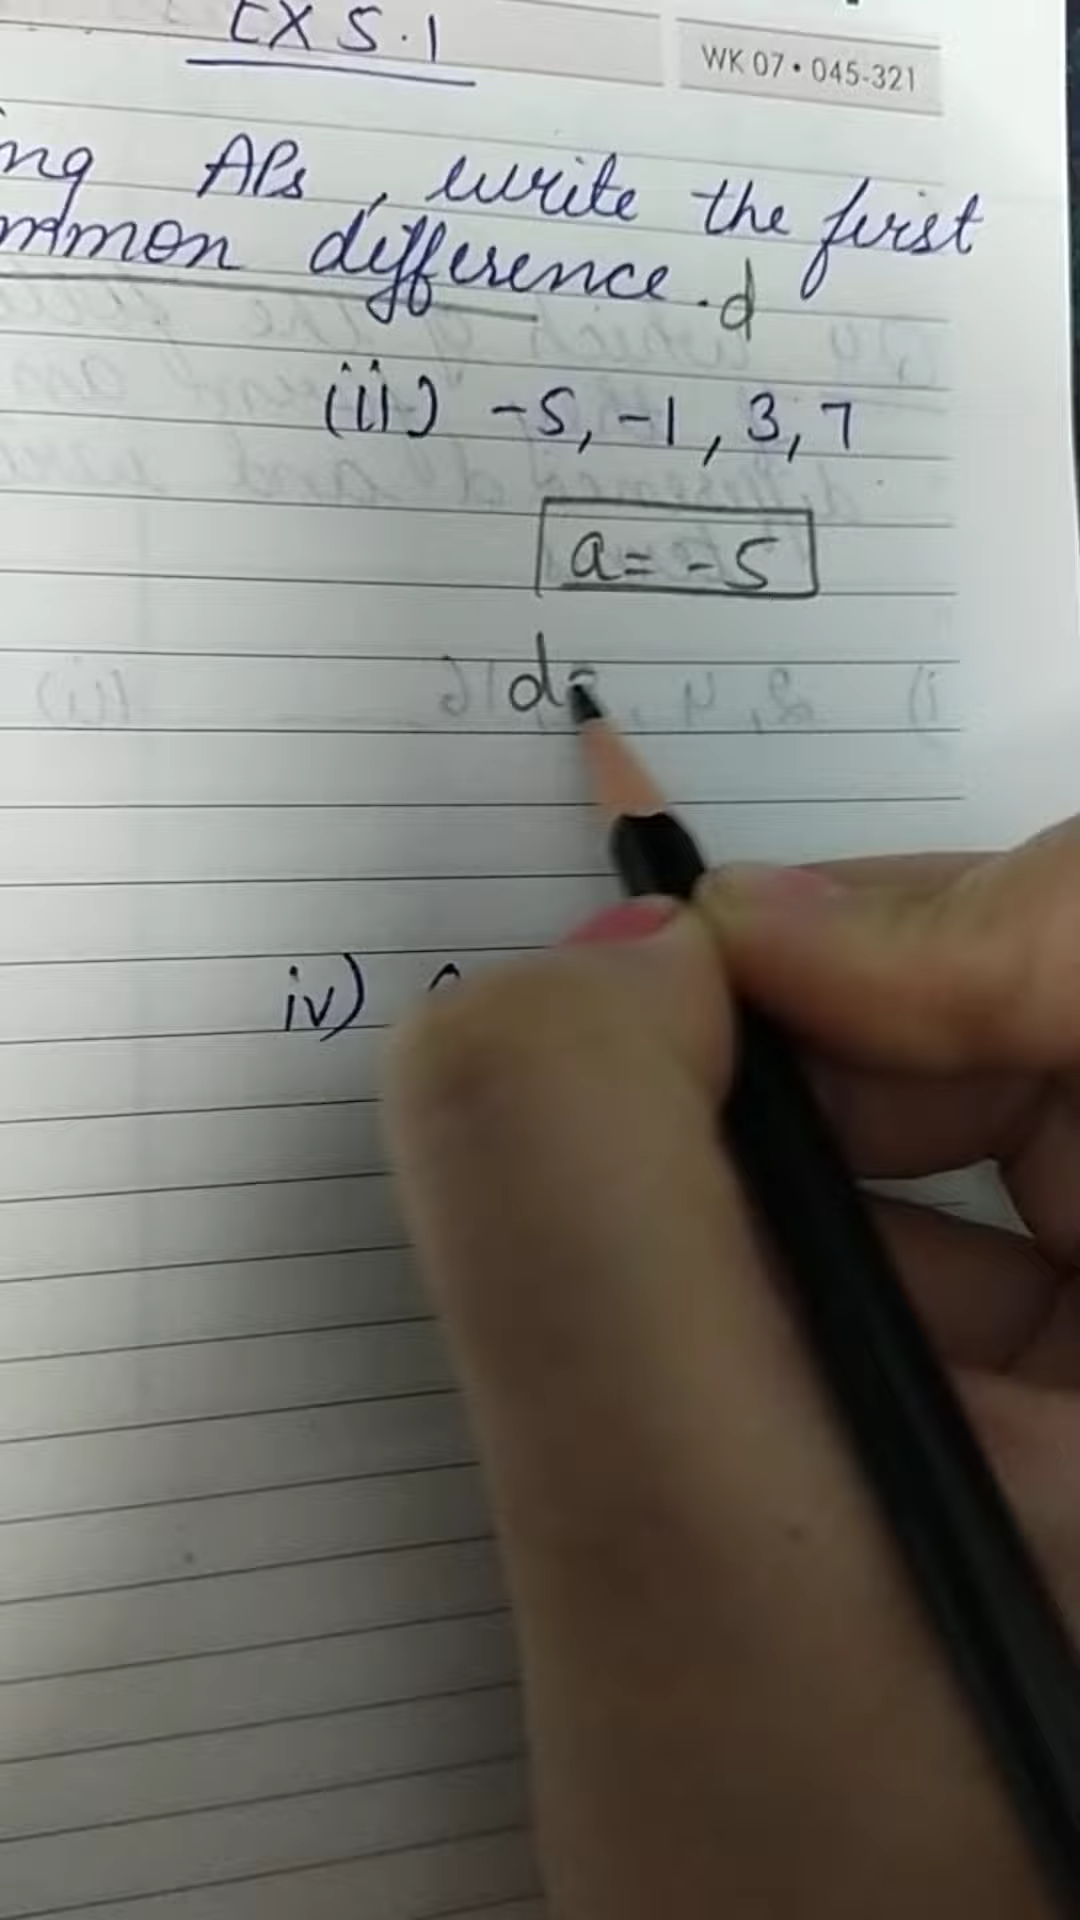 EX 5.1
WK 07 • 045-321
ng APs, write the first
mmon difference. d
(ii) -5, -1, 3, 7
a = -5
d=
iv)